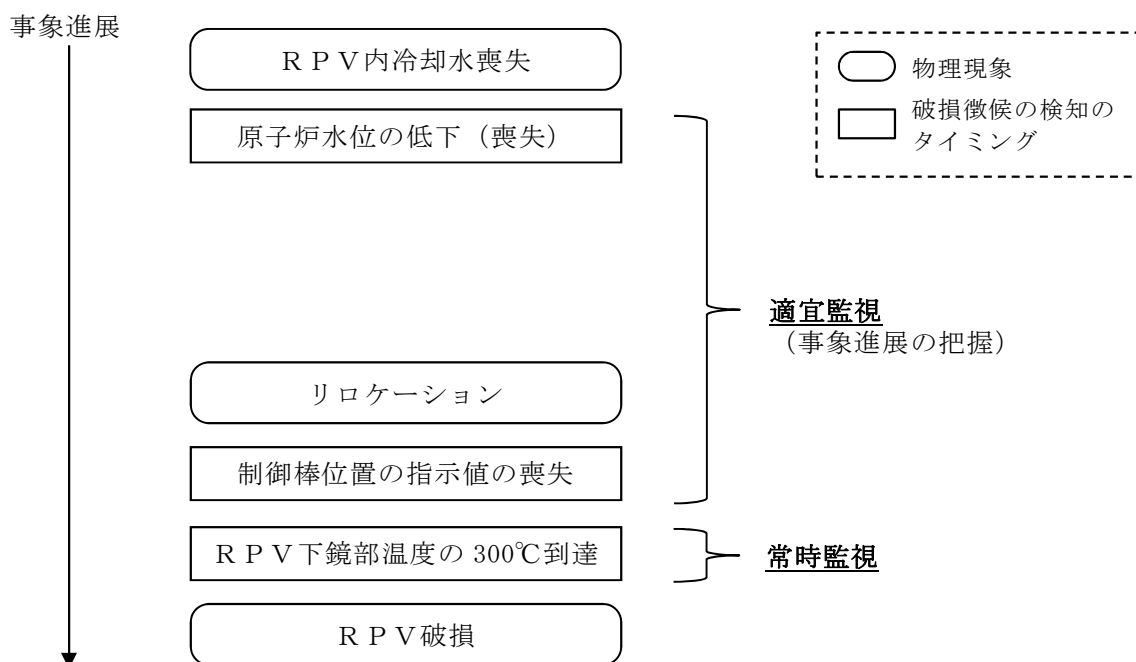 事象進展
RPV内冷却水喪失
原子炉水位の低下（喪失）
リロケーション
制御棒位置の指示値の喪失
RPV下鏡部温度の 300℃到達
RPV破損
適宜監視
（事象進展の把握）
常時監視
物理現象
破損徴候の検知の
タイミング